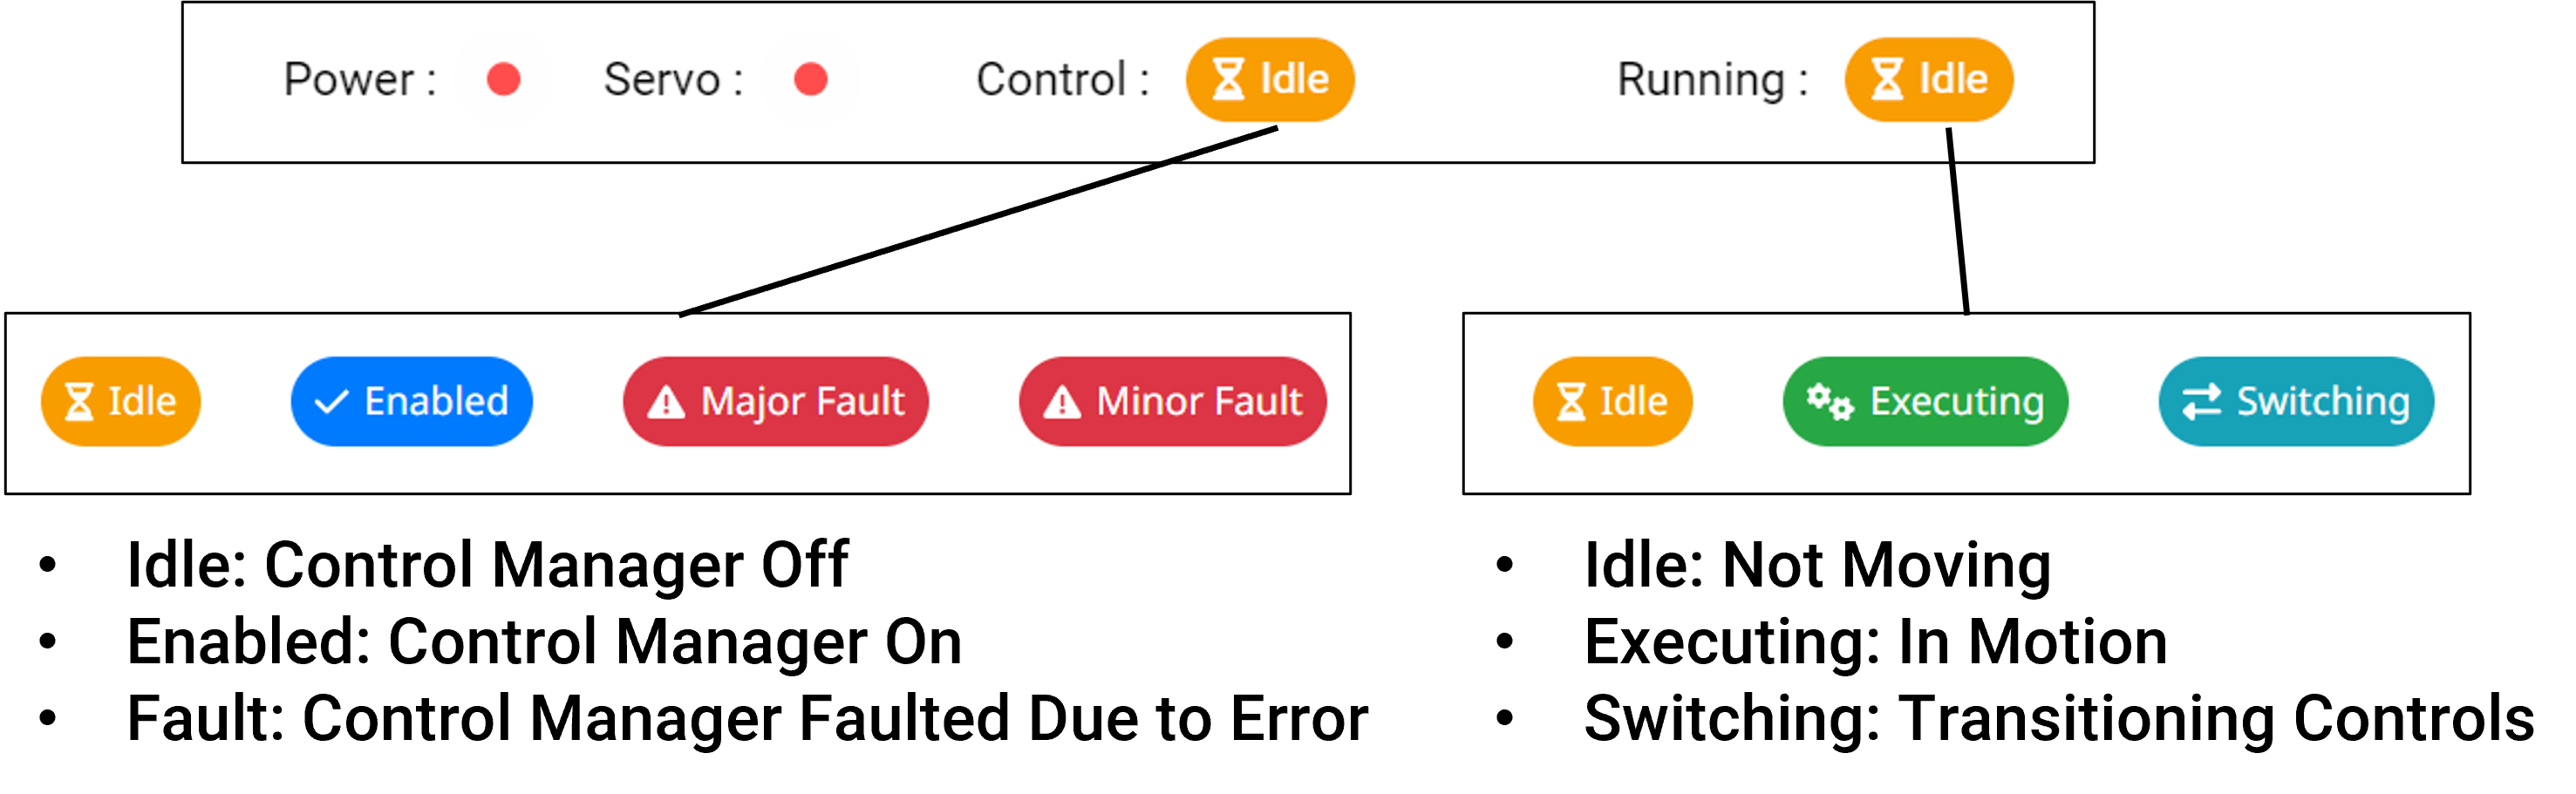 Power : Servo : Control : Idle Running : Idle
Idle Enabled Major Fault Minor Fault
Idle Executing Switching
• Idle: Control Manager Off
• Enabled: Control Manager On
• Fault: Control Manager Faulted Due to Error
• Idle: Not Moving
• Executing: In Motion
• Switching: Transitioning Controls